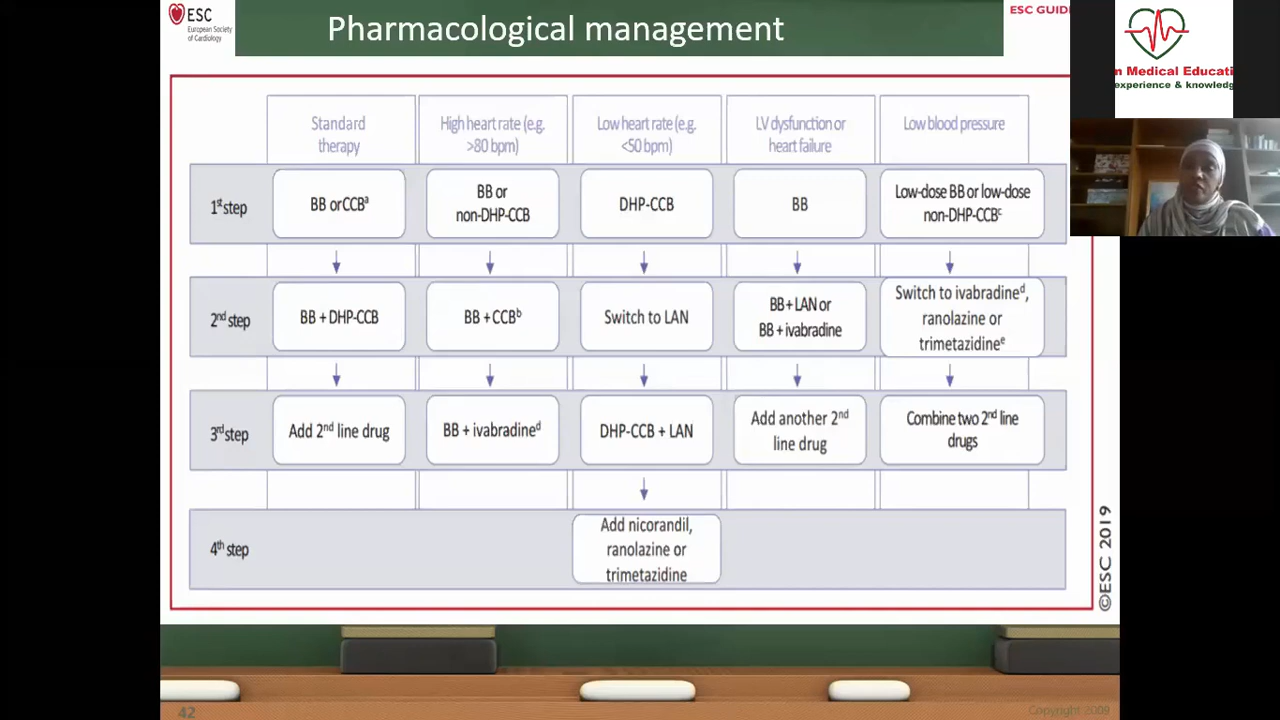 ESC
European Society
of Cardiology
Pharmacological management
ESC GUIDE
m Medical Educati
experience & knowledg
Standard
therapy
High heart rate (e.g.
>80 bpm)
Low heart rate (e.g.
<50 bpm)
LV dysfunction or
heart failure
Low blood pressure
1st step
BB orCCBa
BB or
non-DHP-CCB
DHP-CCB
BB
Low-dose BB or low-dose
non-DHP-CCBc
2nd step
BB + DHP-CCB
BB + CCBb
Switch to LAN
BB + LAN or
BB + ivabradine
Switch to ivabradined,
ranolazine or
trimetazidinee
3rd step
Add 2nd line drug
BB + ivabradined
DHP-CCB + LAN
Add another 2nd
line drug
Combine two 2nd line
drugs
4th step
Add nicorandil,
ranolazine or
trimetazidine
©ESC 2019
42
Copyright 2009